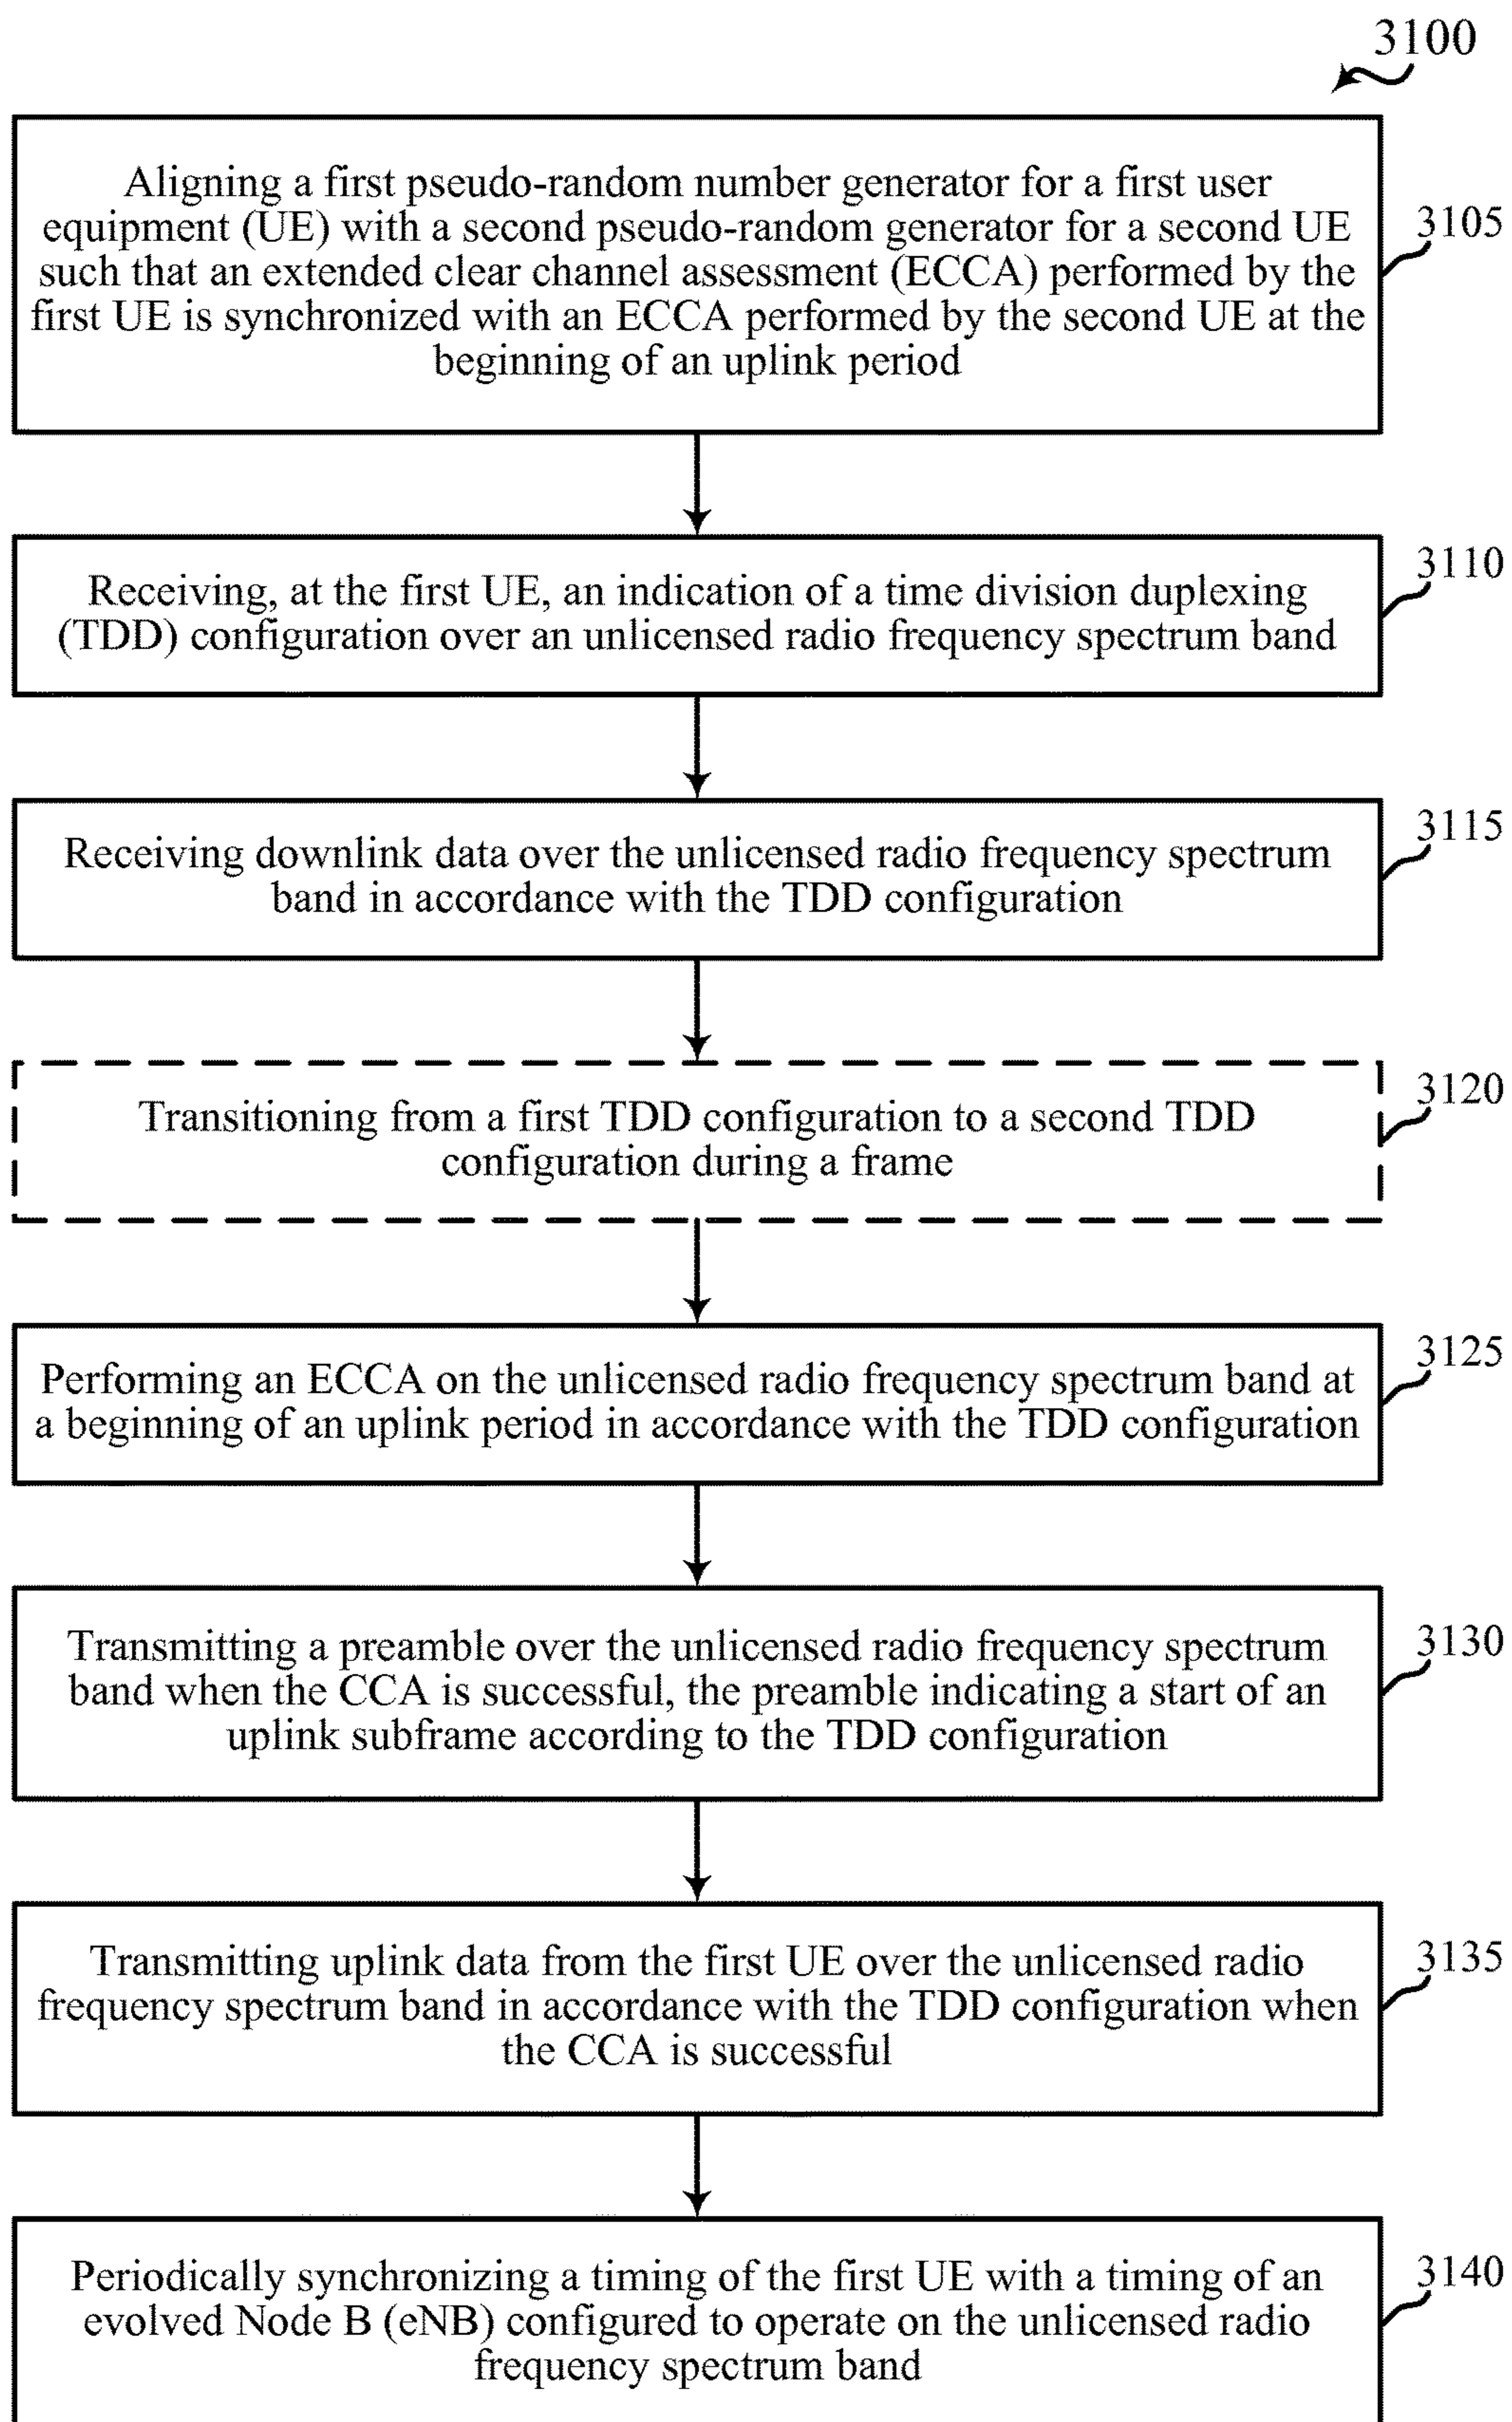 3100
Aligning a first pseudo-random number generator for a first user
equipment (UE) with a second pseudo-random generator for a second UE
such that an extended clear channel assessment (ECCA) performed by the
first UE is synchronized with an ECCA performed by the second UE at the
beginning of an uplink period
3105
Receiving, at the first UE, an indication of a time division duplexing
(TDD) configuration over an unlicensed radio frequency spectrum band
3110
Receiving downlink data over the unlicensed radio frequency spectrum
band in accordance with the TDD configuration
3115
Transitioning from a first TDD configuration to a second TDD
configuration during a frame
3120
Performing an ECCA on the unlicensed radio frequency spectrum band at
a beginning of an uplink period in accordance with the TDD configuration
3125
Transmitting a preamble over the unlicensed radio frequency spectrum
band when the CCA is successful, the preamble indicating a start of an
uplink subframe according to the TDD configuration
3130
Transmitting uplink data from the first UE over the unlicensed radio
frequency spectrum band in accordance with the TDD configuration when
the CCA is successful
3135
Periodically synchronizing a timing of the first UE with a timing of an
evolved Node B (eNB) configured to operate on the unlicensed radio
frequency spectrum band
3140